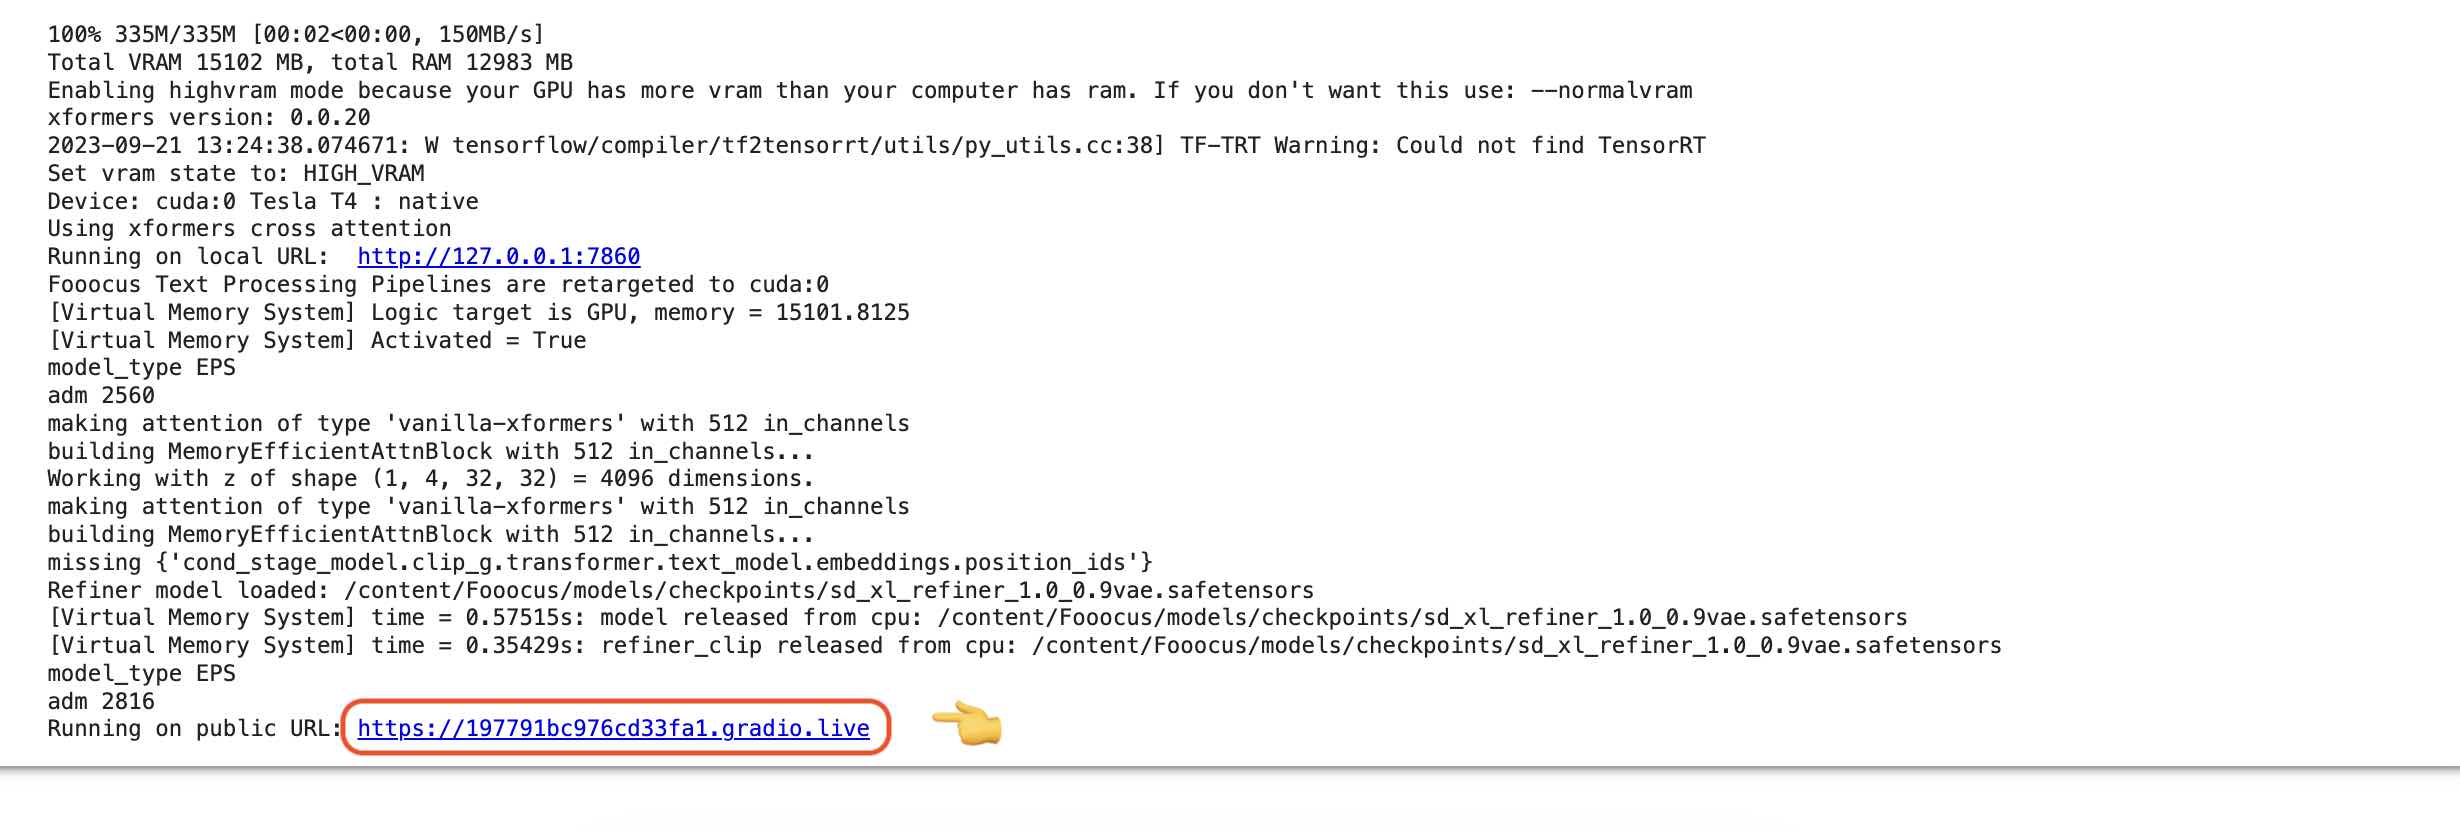 100% 335M/335M [00:02<00:00, 150MB/s]
Total VRAM 15102 MB, total RAM 12983 MB
Enabling highvram mode because your GPU has more vram than your computer has ram. If you don't want this use: --normalvram
xformers version: 0.0.20
2023-09-21 13:24:38.074671: W tensorflow/compiler/tf2tensorrt/utils/py_utils.cc:38] TF-TRT Warning: Could not find TensorRT
Set vram state to: HIGH_VRAM
Device: cuda:0 Tesla T4 : native
Using xformers cross attention
Running on local URL:  http://127.0.0.1:7860
Fooocus Text Processing Pipelines are retargeted to cuda:0
[Virtual Memory System] Logic target is GPU, memory = 15101.8125
[Virtual Memory System] Activated = True
model_type EPS
adm 2560
making attention of type 'vanilla-xformers' with 512 in_channels
building MemoryEfficientAttnBlock with 512 in_channels...
Working with z of shape (1, 4, 32, 32) = 4096 dimensions.
making attention of type 'vanilla-xformers' with 512 in_channels
building MemoryEfficientAttnBlock with 512 in_channels...
missing {'cond_stage_model.clip_g.transformer.text_model.embeddings.position_ids'}
Refiner model loaded: /content/Fooocus/models/checkpoints/sd_xl_refiner_1.0_0.9vae.safetensors
[Virtual Memory System] time = 0.57515s: model released from cpu: /content/Fooocus/models/checkpoints/sd_xl_refiner_1.0_0.9vae.safetensors
[Virtual Memory System] time = 0.35429s: refiner_clip released from cpu: /content/Fooocus/models/checkpoints/sd_xl_refiner_1.0_0.9vae.safetensors
model_type EPS
adm 2816
Running on public URL: https://197791bc976cd33fa1.gradio.live